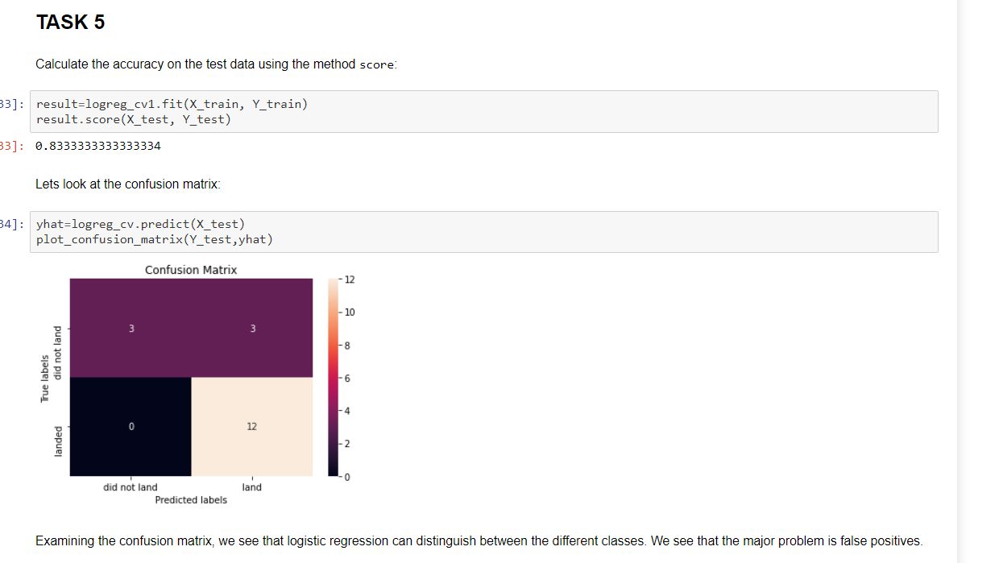 TASK 5
Calculate the accuracy on the test data using the method score:
33]: result=logreg_cv1.fit(X_train, Y_train)
result.score(X_test, Y_test)
33]: 0.8333333333333334
Lets look at the confusion matrix:
34]: yhat=logreg_cv.predict(X_test)
plot_confusion_matrix(Y_test,yhat)
Confusion Matrix
True labels
did not land
landed
3 3
0 12
did not land land
Predicted labels
12
10
8
6
4
2
0
Examining the confusion matrix, we see that logistic regression can distinguish between the different classes. We see that the major problem is false positives.